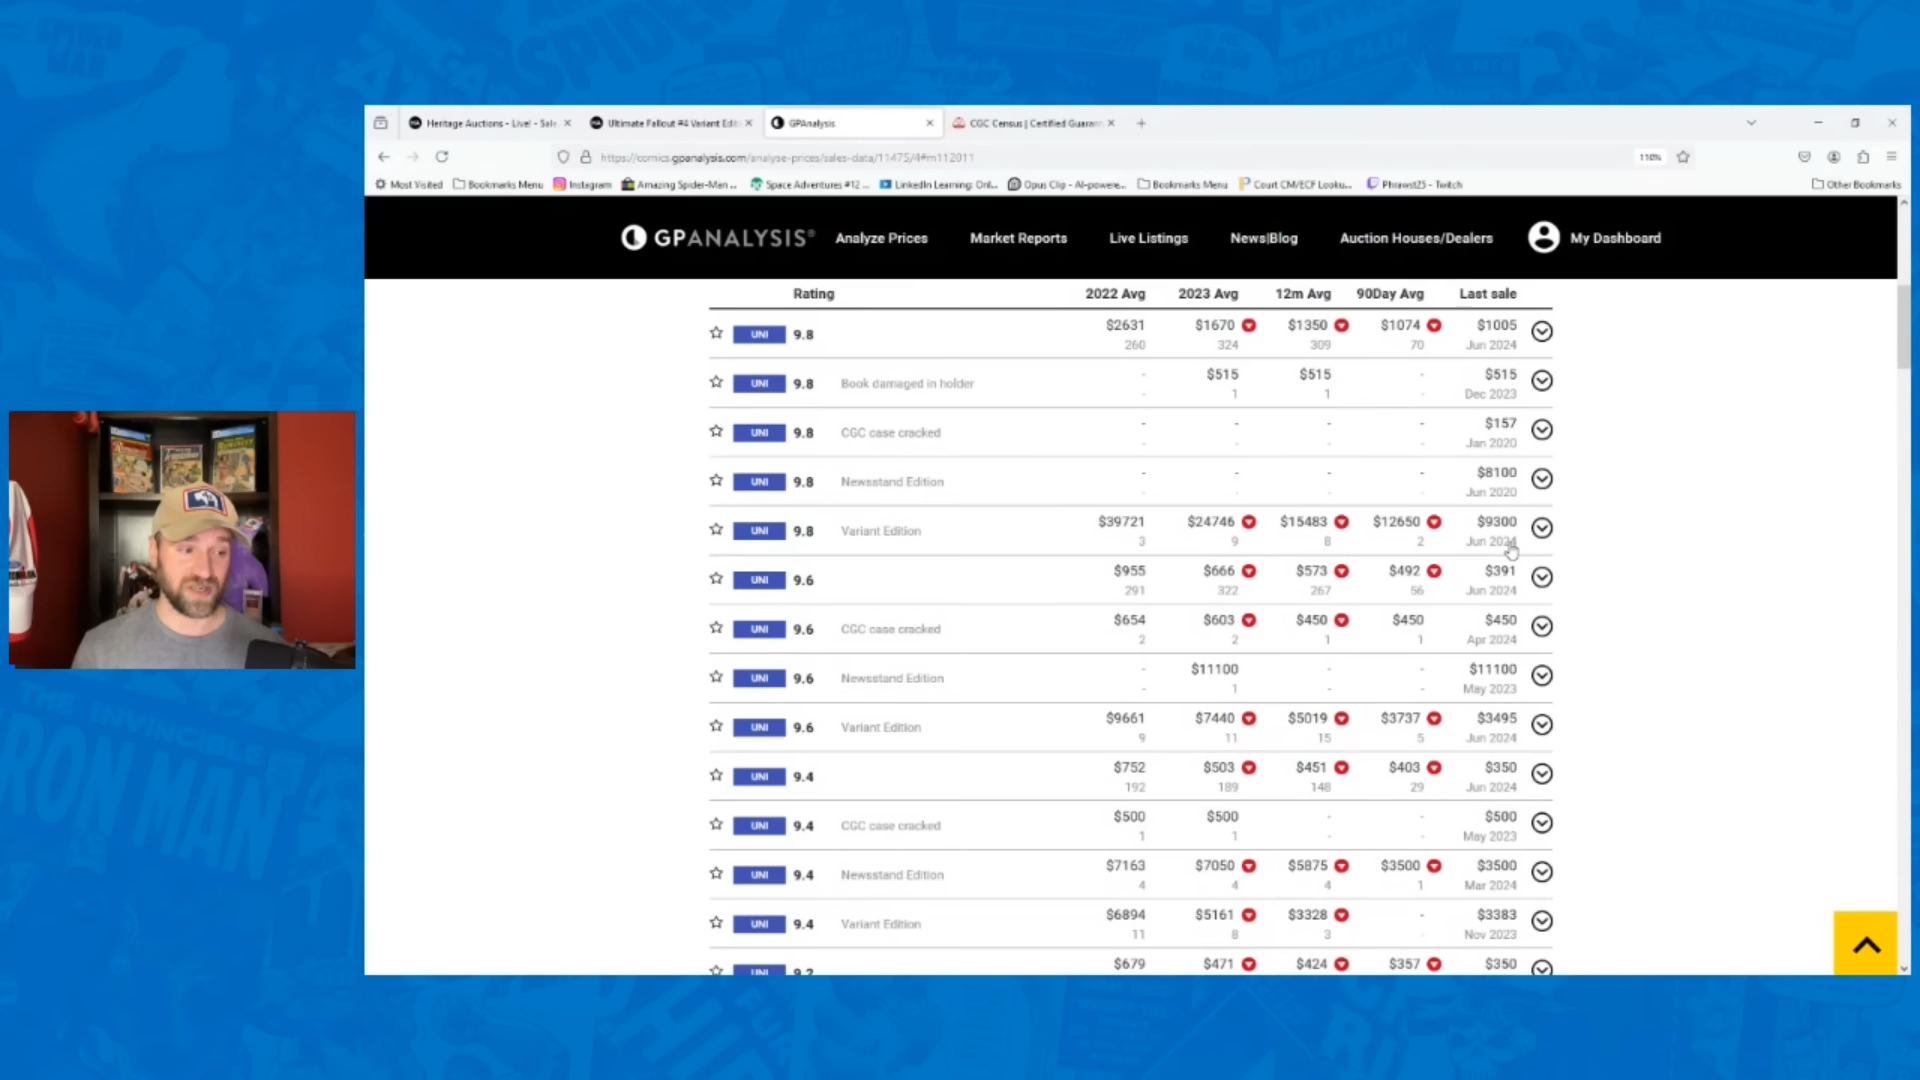 Heritage Auctions - Live! - Sale
Ultimate Fallout #4 Variant Editi
GPAnalysis
CGC Census | Certified Guarant
https://comics.gpanalysis.com/analyse-prices/sales-data/11475/4#m112011
110%
Most Visited Bookmarks Menu Instagram Amazing Spider-Man ... Space Adventures #12 ... LinkedIn Learning: Onl... Opus Clip - AI-powere... Bookmarks Menu Court CM/ECF Looku... Phrawst25 - Twitch Other Bookmarks
GPANALYSIS® Analyze Prices Market Reports Live Listings News|Blog Auction Houses/Dealers My Dashboard
Rating 2022 Avg 2023 Avg 12m Avg 90Day Avg Last sale
UNI 9.8 $2631 $1670 $1350 $1074 $1005
260 324 309 70 Jun 2024
UNI 9.8 Book damaged in holder - $515 $515 - $515
- 1 1 - Dec 2023
UNI 9.8 CGC case cracked - - - - $157
- - - - Jan 2020
UNI 9.8 Newsstand Edition - - - - $8100
- - - - Jun 2020
UNI 9.8 Variant Edition $39721 $24746 $15483 $12650 $9300
3 9 8 2 Jun 2024
UNI 9.6 $955 $666 $573 $492 $391
291 322 267 56 Jun 2024
UNI 9.6 CGC case cracked $654 $603 $450 $450 $450
2 2 1 1 Apr 2024
UNI 9.6 Newsstand Edition - $11100 - - $11100
- 1 - - May 2023
UNI 9.6 Variant Edition $9661 $7440 $5019 $3737 $3495
9 11 15 5 Jun 2024
UNI 9.4 $752 $503 $451 $403 $350
192 189 148 29 Jun 2024
UNI 9.4 CGC case cracked $500 $500 - - $500
1 1 - - May 2023
UNI 9.4 Newsstand Edition $7163 $7050 $5875 $3500 $3500
4 4 4 1 Mar 2024
UNI 9.4 Variant Edition $6894 $5161 $3328 - $3383
11 8 3 - Nov 2023
UNI 9.2 $679 $471 $424 $357 $350
THE INVINCIBLE
IRON MAN